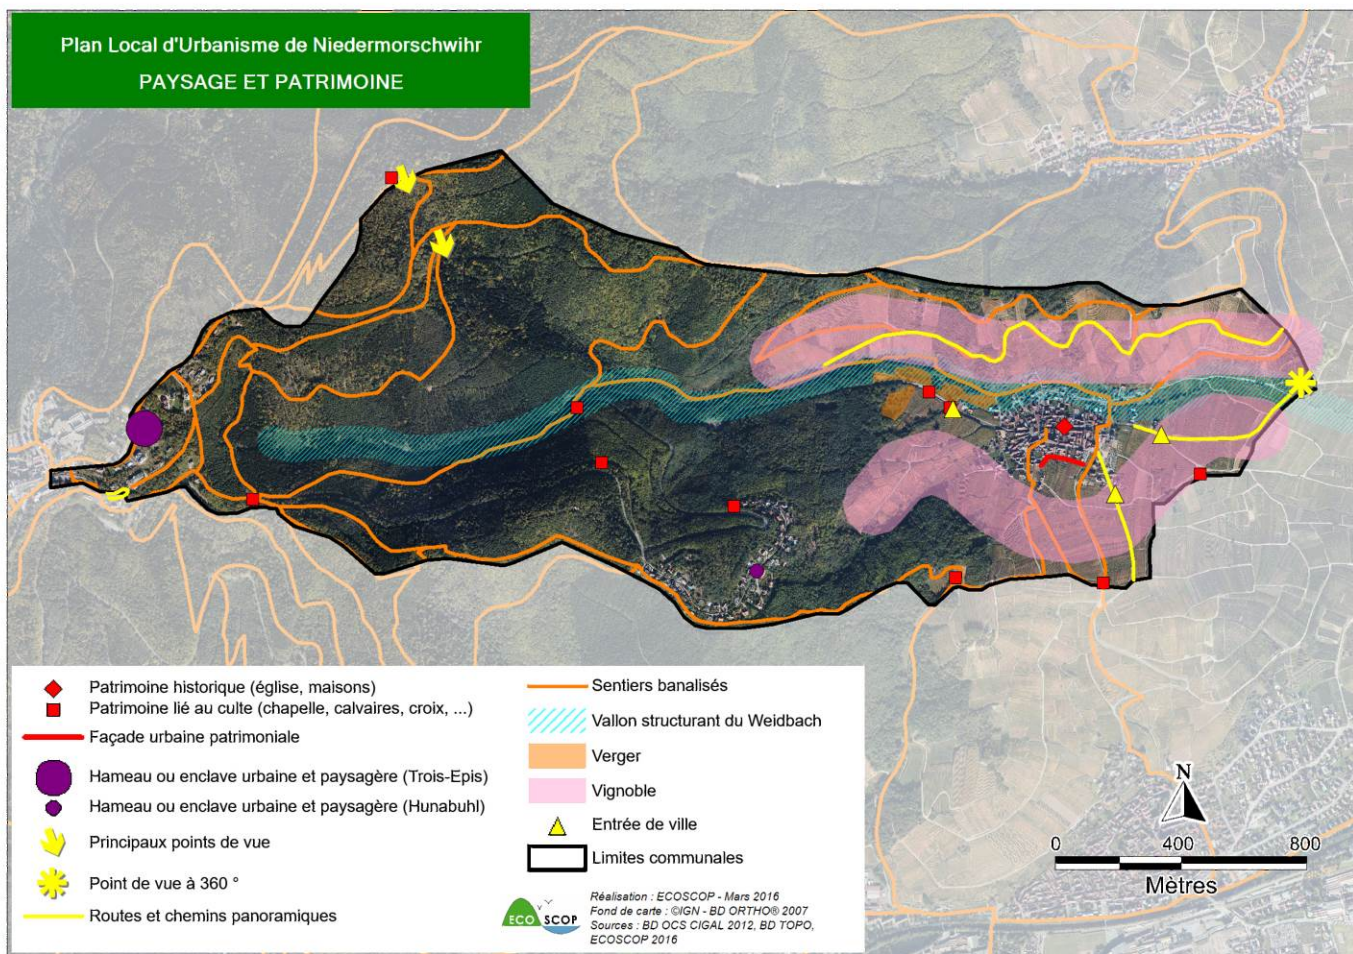 Plan Local d'Urbanisme de Niedermorschwihr
PAYSAGE ET PATRIMOINE
Patrimoine historique (église, maisons)
Patrimoine lié au culte (chapelle, calvaires, croix, ...)
Façade urbaine patrimoniale
Hameau ou enclave urbaine et paysagère (Trois-Epis)
Hameau ou enclave urbaine et paysagère (Hunabuhl)
Principaux points de vue
Point de vue à 360 °
Routes et chemins panoramiques
Sentiers banalisés
Vallon structurant du Weidbach
Verger
Vignoble
Entrée de ville
Limites communales
ECO SCOP
Réalisation : ECOSCOP - Mars 2016
Fond de carte : ©IGN - BD ORTHO® 2007
Sources : BD OCS CIGAL 2012, BD TOPO,
ECOSCOP 2016
N
0 400 800
Mètres